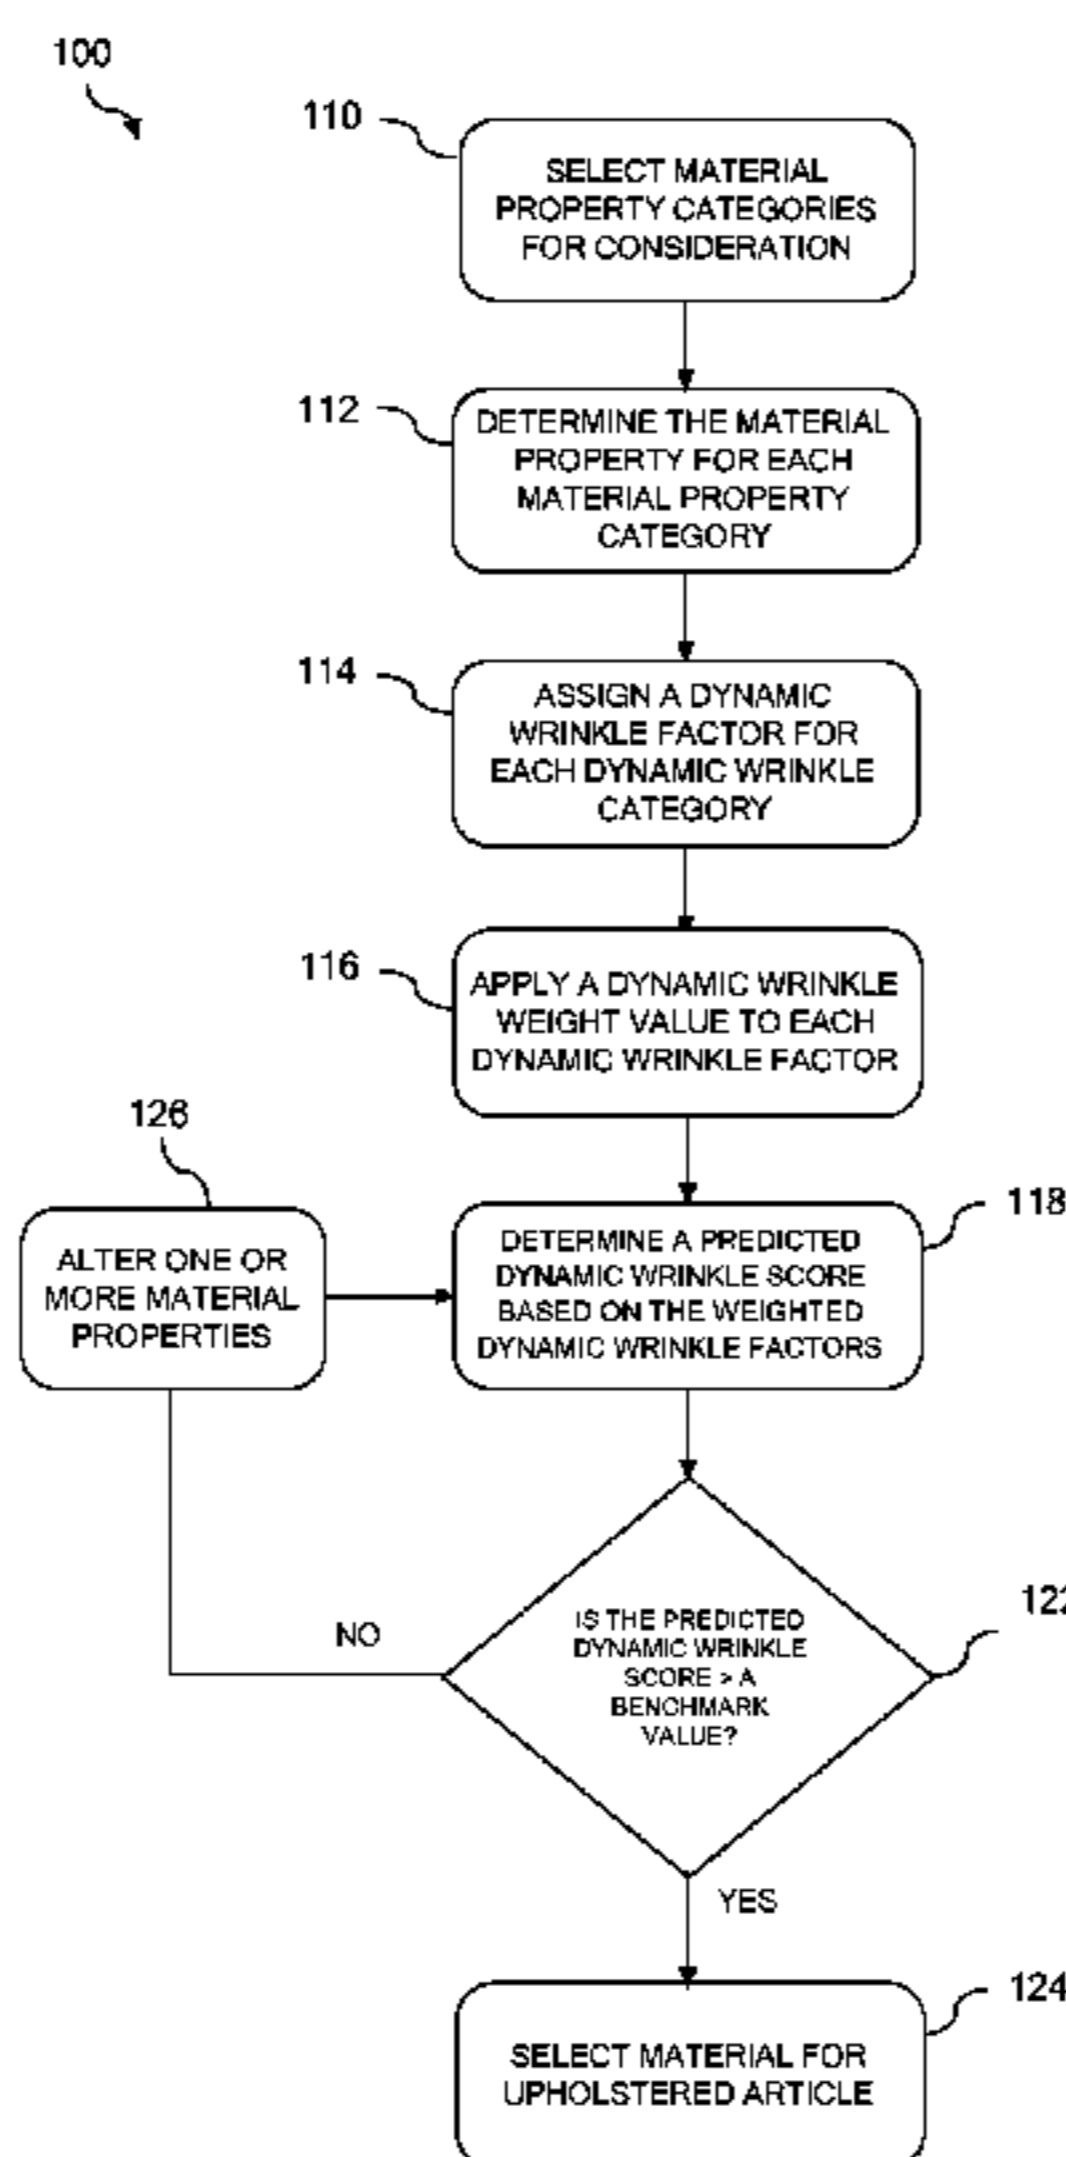 100
110
SELECT MATERIAL
PROPERTY CATEGORIES
FOR CONSIDERATION
112
DETERMINE THE MATERIAL
PROPERTY FOR EACH
MATERIAL PROPERTY
CATEGORY
114
ASSIGN A DYNAMIC
WRINKLE FACTOR FOR
EACH DYNAMIC WRINKLE
CATEGORY
116
APPLY A DYNAMIC WRINKLE
WEIGHT VALUE TO EACH
DYNAMIC WRINKLE FACTOR
126
ALTER ONE OR
MORE MATERIAL
PROPERTIES
118
DETERMINE A PREDICTED
DYNAMIC WRINKLE SCORE
BASED ON THE WEIGHTED
DYNAMIC WRINKLE FACTORS
122
IS THE PREDICTED
DYNAMIC WRINKLE
SCORE > A
BENCHMARK
VALUE?
NO
YES
124
SELECT MATERIAL FOR
UPHOLSTERED ARTICLE